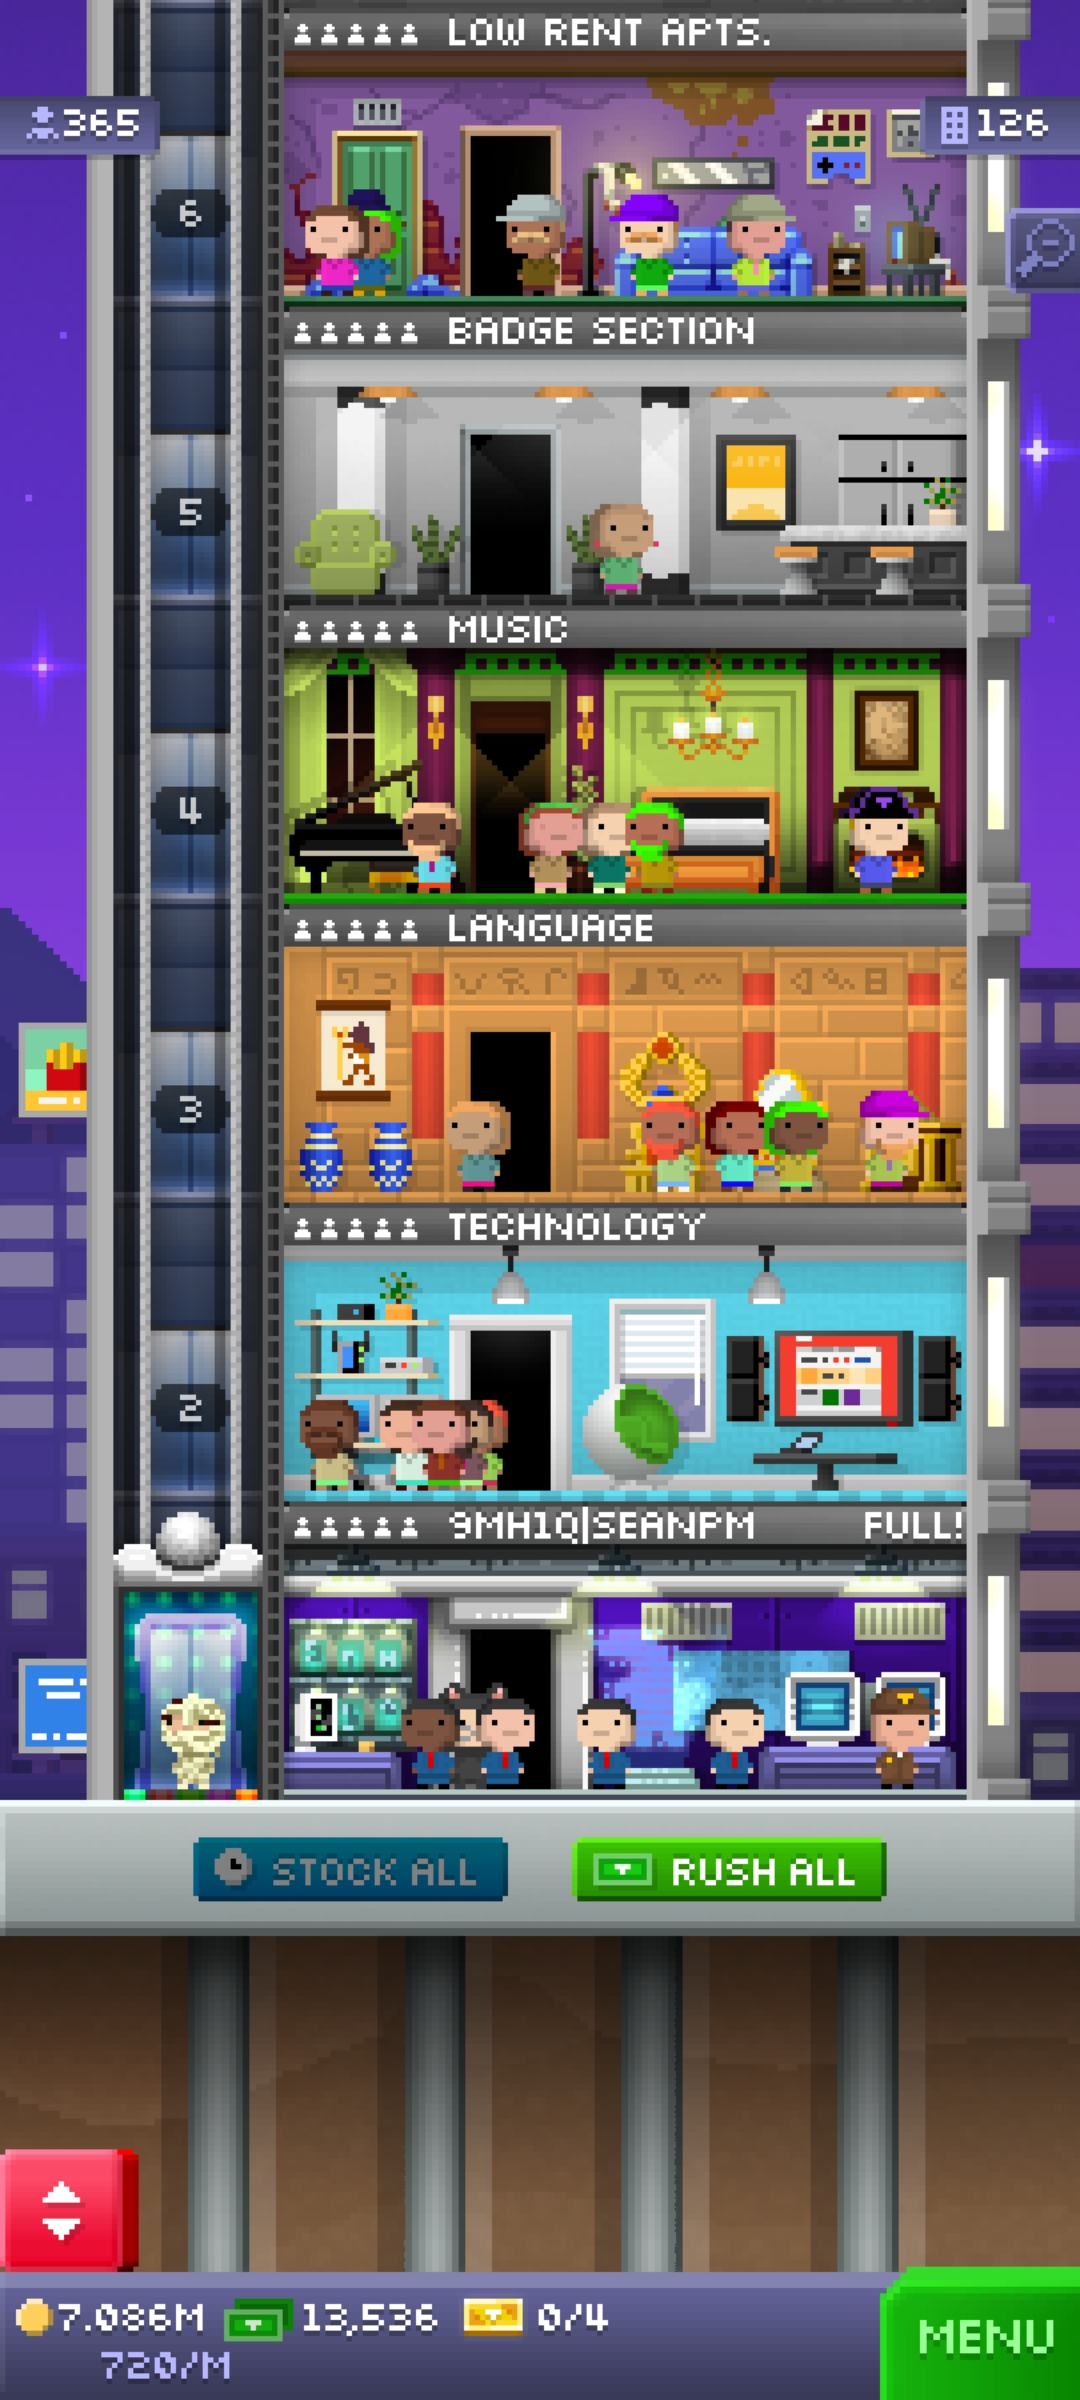 LOW RENT APTS.
365
126
6
BADGE SECTION
5
MUSIC
4
LANGUAGE
3
TECHNOLOGY
2
9MH1Q|SEANPM FULL!
STOCK ALL
RUSH ALL
7.086M 13,536 0/4
720/M
MENU